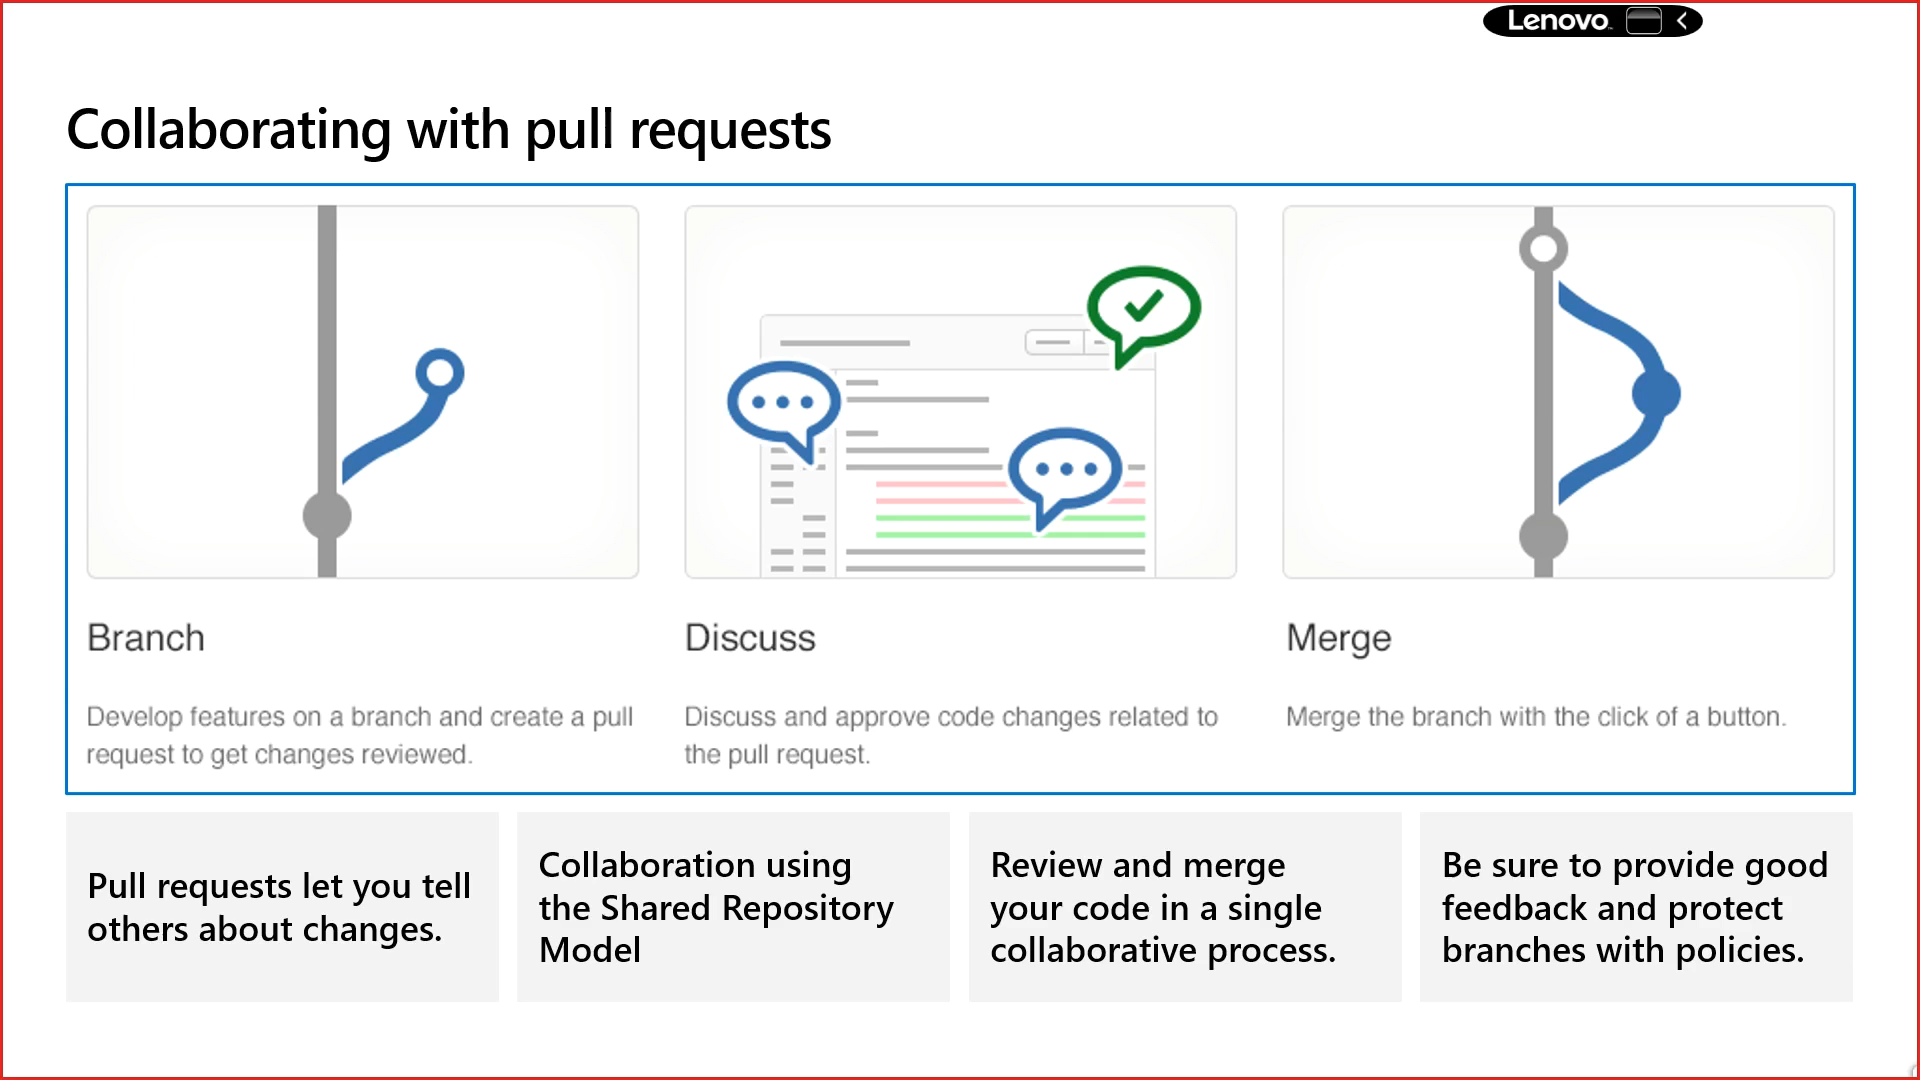 Lenovo
Collaborating with pull requests
Branch
Develop features on a branch and create a pull
request to get changes reviewed.
Discuss
Discuss and approve code changes related to
the pull request.
Merge
Merge the branch with the click of a button.
Pull requests let you tell
others about changes.
Collaboration using
the Shared Repository
Model
Review and merge
your code in a single
collaborative process.
Be sure to provide good
feedback and protect
branches with policies.